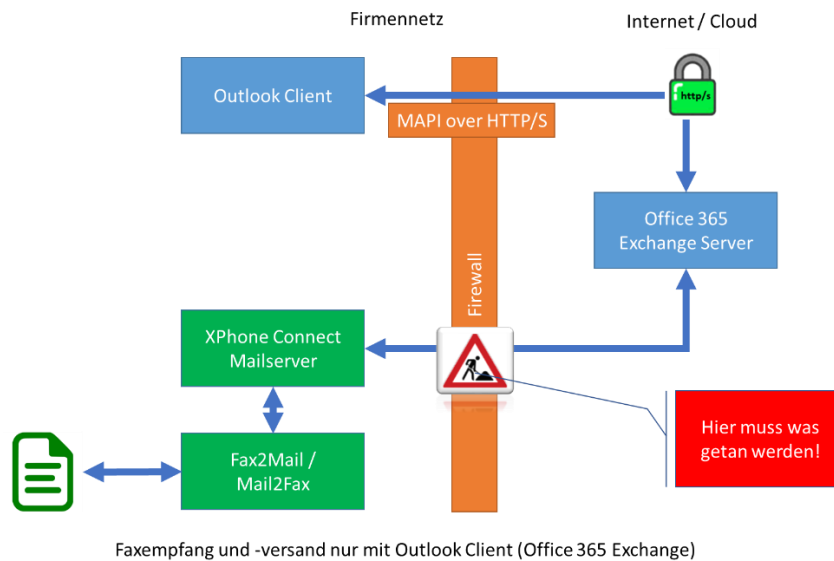 Firmennetz
Internet / Cloud
Outlook Client
http/s
MAPI over HTTP/S
Office 365
Exchange Server
Firewall
XPhone Connect
Mailserver
Hier muss was
getan werden!
Fax2Mail /
Mail2Fax
Faxempfang und -versand nur mit Outlook Client (Office 365 Exchange)